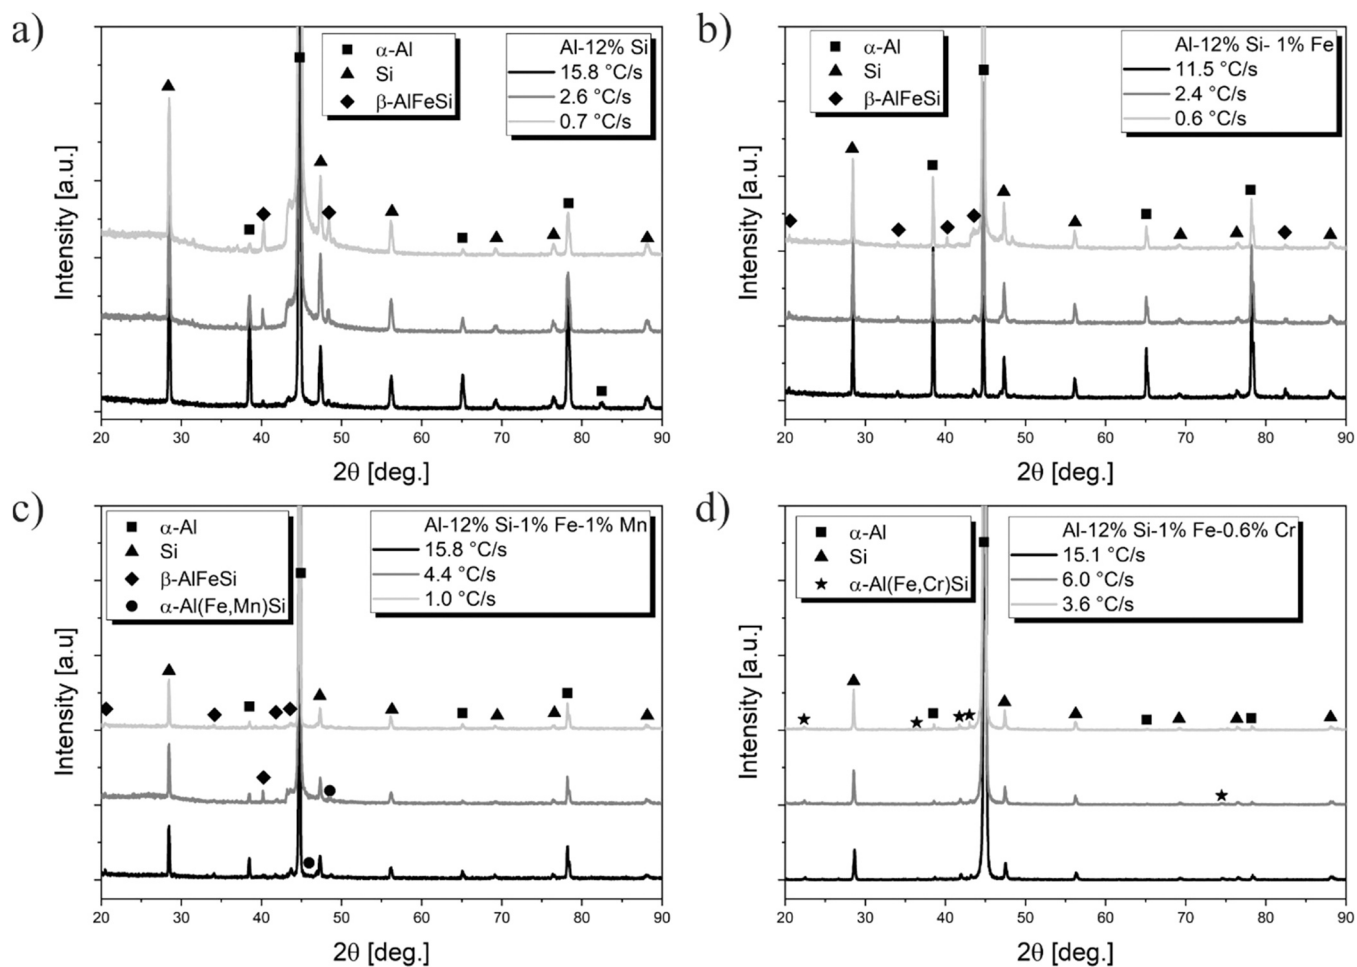 a)
α-Al
Si
β-AlFeSi
Al-12% Si
15.8 °C/s
2.6 °C/s
0.7 °C/s
Intensity [a.u.]
20 30 40 50 60 70 80 90
2θ [deg.]
b)
α-Al
Si
β-AlFeSi
Al-12% Si- 1% Fe
11.5 °C/s
2.4 °C/s
0.6 °C/s
Intensity [a.u.]
20 30 40 50 60 70 80 90
2θ [deg.]
c)
α-Al
Si
β-AlFeSi
α-Al(Fe,Mn)Si
Al-12% Si-1% Fe-1% Mn
15.8 °C/s
4.4 °C/s
1.0 °C/s
Intensity [a.u]
20 30 40 50 60 70 80 90
2θ [deg.]
d)
α-Al
Si
α-Al(Fe,Cr)Si
Al-12% Si-1% Fe-0.6% Cr
15.1 °C/s
6.0 °C/s
3.6 °C/s
Intensity [a.u.]
20 30 40 50 60 70 80 90
2θ [deg.]